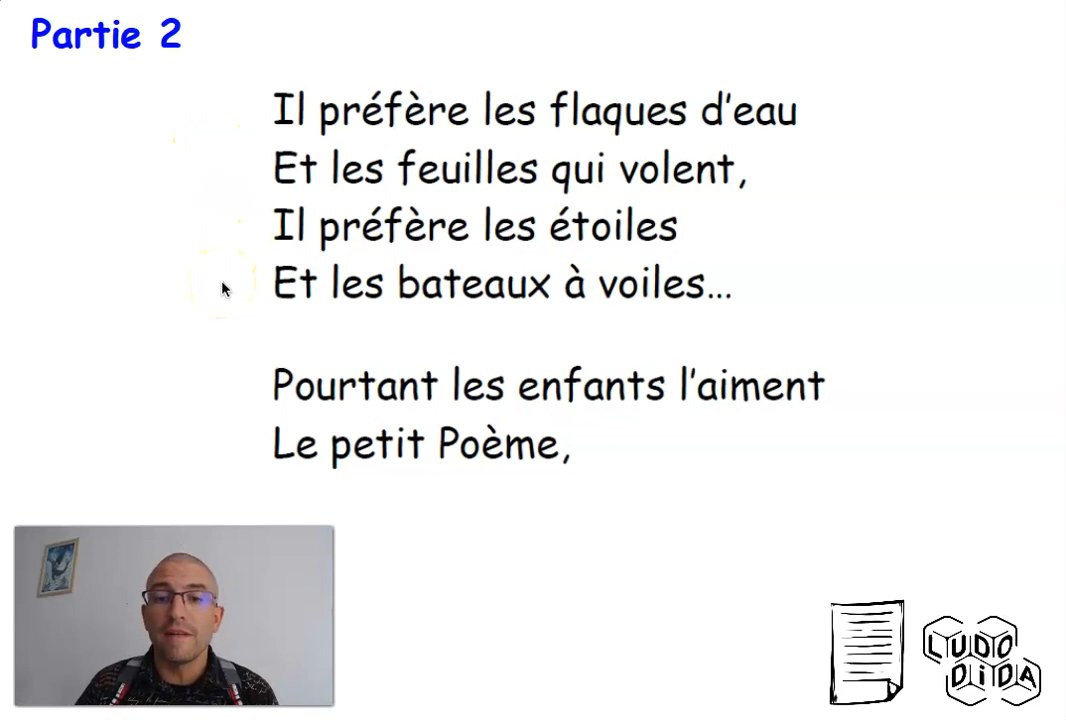 Partie 2
Il préfère les flaques d'eau
Et les feuilles qui volent,
Il préfère les étoiles
Et les bateaux à voiles...
Pourtant les enfants l'aiment
Le petit Poème,
LUDO
DiDA